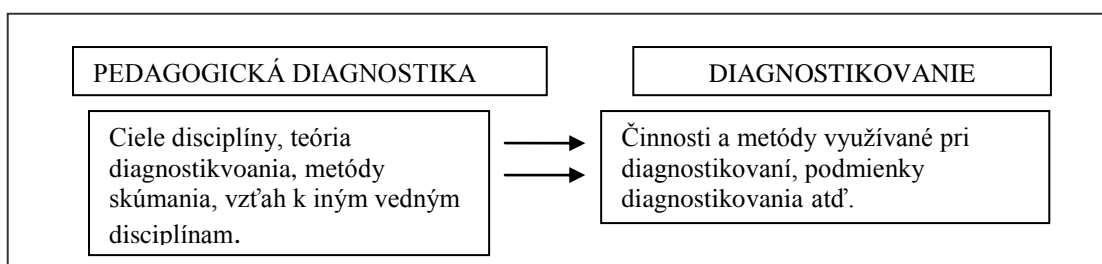 PEDAGOGICKÁ DIAGNOSTIKA
Ciele disciplíny, teória
diagnostikvoania, metódy
skúmania, vzťah k iným vedným
disciplínam.
DIAGNOSTIKOVANIE
Činnosti a metódy využívané pri
diagnostikovaní, podmienky
diagnostikovania atď.